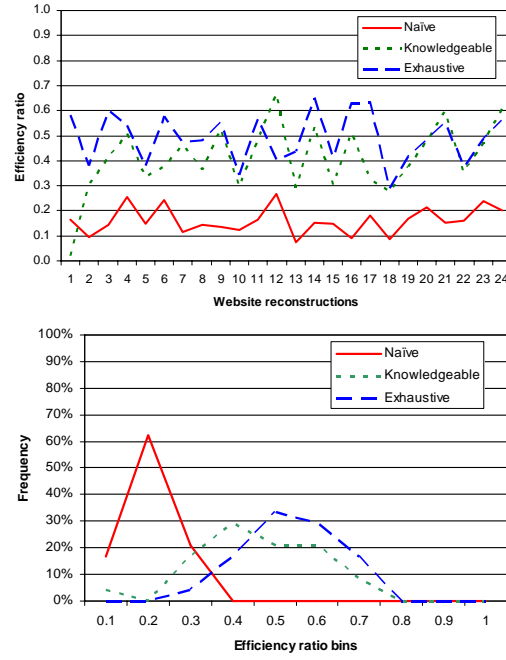 1.0
0.9
0.8
0.7
0.6
0.5
0.4
0.3
0.2
0.1
0.0
Efficiency ratio
Naïve
Knowledgeable
Exhaustive
1 2 3 4 5 6 7 8 9 10 11 12 13 14 15 16 17 18 19 20 21 22 23 24
Website reconstructions
100%
90%
80%
70%
60%
50%
40%
30%
20%
10%
0%
Frequency
Naïve
Knowledgeable
Exhaustive
0.1 0.2 0.3 0.4 0.5 0.6 0.7 0.8 0.9 1
Efficiency ratio bins